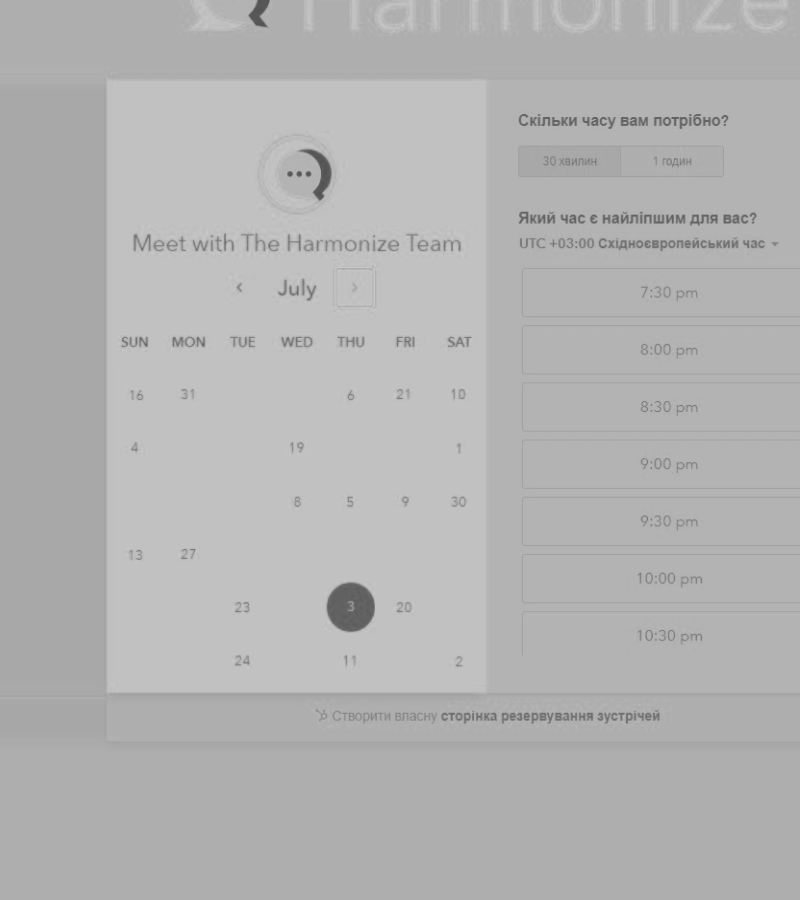 Harmonize
Meet with The Harmonize Team
July
SUN MON TUE WED THU FRI SAT
16 31 6 21 10
4 19 1
8 5 9 30
13 27
23 3 20
24 11 2
Скільки часу вам потрібно?
30 хвилин 1 годин
Який час є найліпшим для вас?
UTC +03:00 Східноєвропейський час
7:30 pm
8:00 pm
8:30 pm
9:00 pm
9:30 pm
10:00 pm
10:30 pm
Створити власну сторінка резервування зустрічей